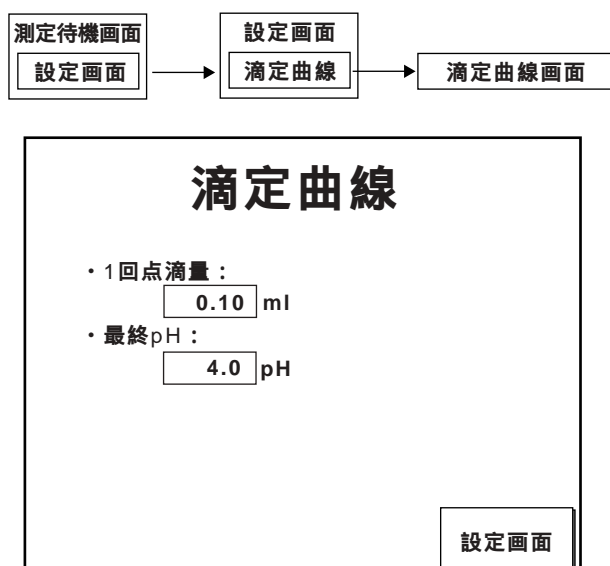 測定待機画面
設定画面
設定画面
滴定曲線
滴定曲線画面
滴定曲線
・1回点滴量：
0.10 ml
・最終pH：
4.0 pH
設定画面